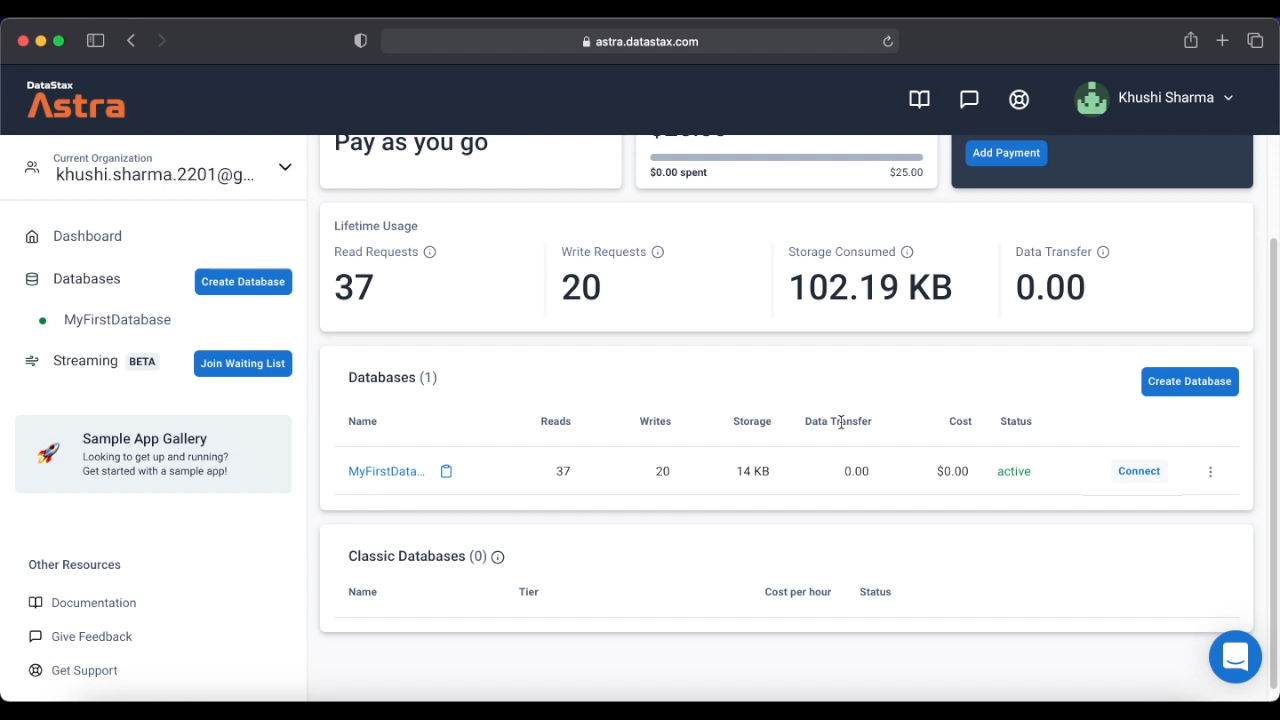 astra.datastax.com
DataStax
Astra
Khushi Sharma
Current Organization
khushi.sharma.2201@g...
Dashboard
Databases
Create Database
MyFirstDatabase
Streaming BETA
Join Waiting List
Sample App Gallery
Looking to get up and running?
Get started with a sample app!
Other Resources
Documentation
Give Feedback
Get Support
Pay as you go
$0.00 spent $25.00
Add Payment
Lifetime Usage
Read Requests Write Requests Storage Consumed Data Transfer
37 20 102.19 KB 0.00
Databases (1)
Create Database
Name Reads Writes Storage Data Transfer Cost Status
MyFirstData... 37 20 14 KB 0.00 $0.00 active Connect
Classic Databases (0)
Name Tier Cost per hour Status